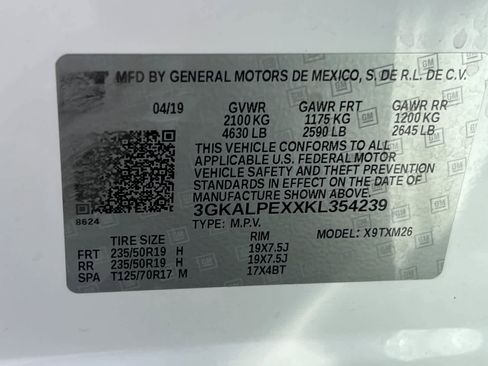 MFD BY GENERAL MOTORS DE MEXICO, S. DE R.L. DE C.V.
04/19 GVWR GAWR FRT GAWR RR
2100 KG 1175 KG 1200 KG
4630 LB 2590 LB 2645 LB
THIS VEHICLE CONFORMS TO ALL
APPLICABLE U.S. FEDERAL MOTOR
VEHICLE SAFETY AND THEFT
PREVENTION STANDARDS IN EFFECT
ON THE DATE OF MANUFACTURE
SHOWN ABOVE.
3GKALPEXXKL354239
8624
TYPE: M.P.V. MODEL: X9TXM26
TIRE SIZE RIM
FRT 235/50R19 H 19X7.5J
RR 235/50R19 H 19X7.5J
SPA T125/70R17 M 17X4BT